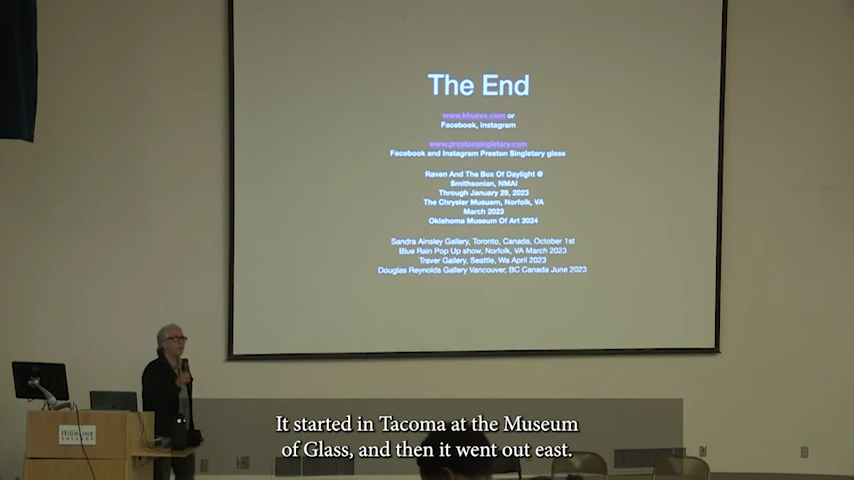 The End
www.khueex.com or
Facebook, Instagram
www.prestonsingletary.com
Facebook and Instagram Preston Singletary glass
Raven And The Box Of Daylight @
Smithsonian, NMAI
Through January 29, 2023
The Chrysler Musuem, Norfolk, VA
March 2023
Oklahoma Museum Of Art 2024
Sandra Ainsley Gallery, Toronto, Canada, October 1st
Blue Rain Pop Up show, Norfolk, VA March 2023
Traver Gallery, Seattle, Wa April 2023
Douglas Reynolds Gallery Vancouver, BC Canada June 2023
HIGHLINE
COLLEGE
It started in Tacoma at the Museum
of Glass, and then it went out east.